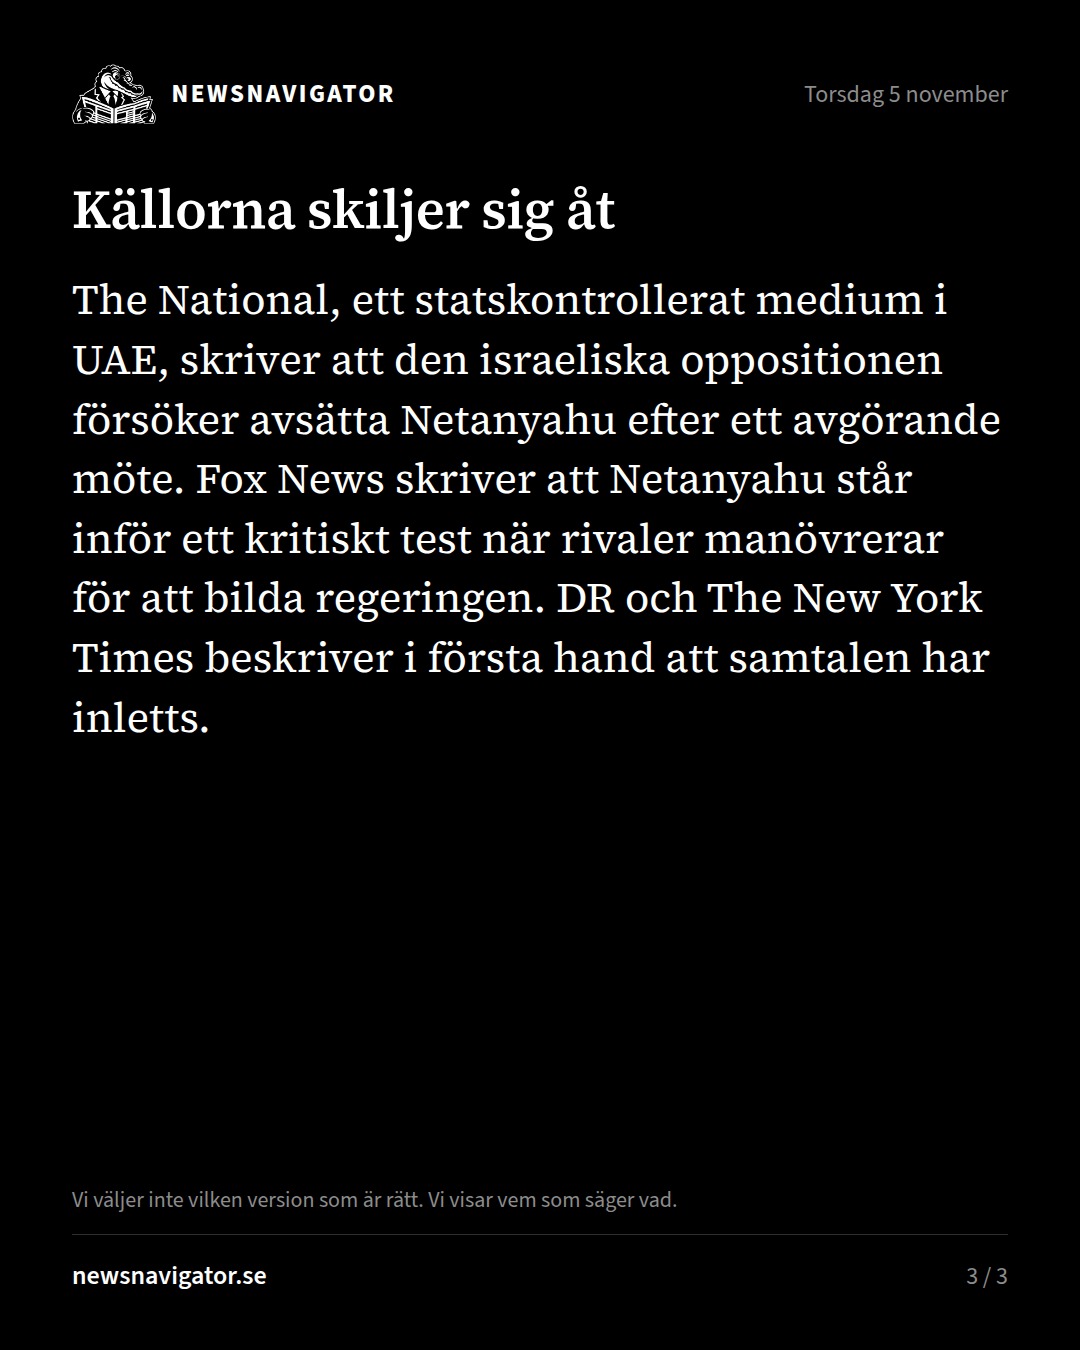 NEWSNAVIGATOR
Torsdag 5 november
Källorna skiljer sig åt
The National, ett statskontrollerat medium i
UAE, skriver att den israeliska oppositionen
försöker avsätta Netanyahu efter ett avgörande
möte. Fox News skriver att Netanyahu står
inför ett kritiskt test när rivaler manövrerar
för att bilda regeringen. DR och The New York
Times beskriver i första hand att samtalen har
inletts.
Vi väljer inte vilken version som är rätt. Vi visar vem som säger vad.
newsnavigator.se
3 / 3